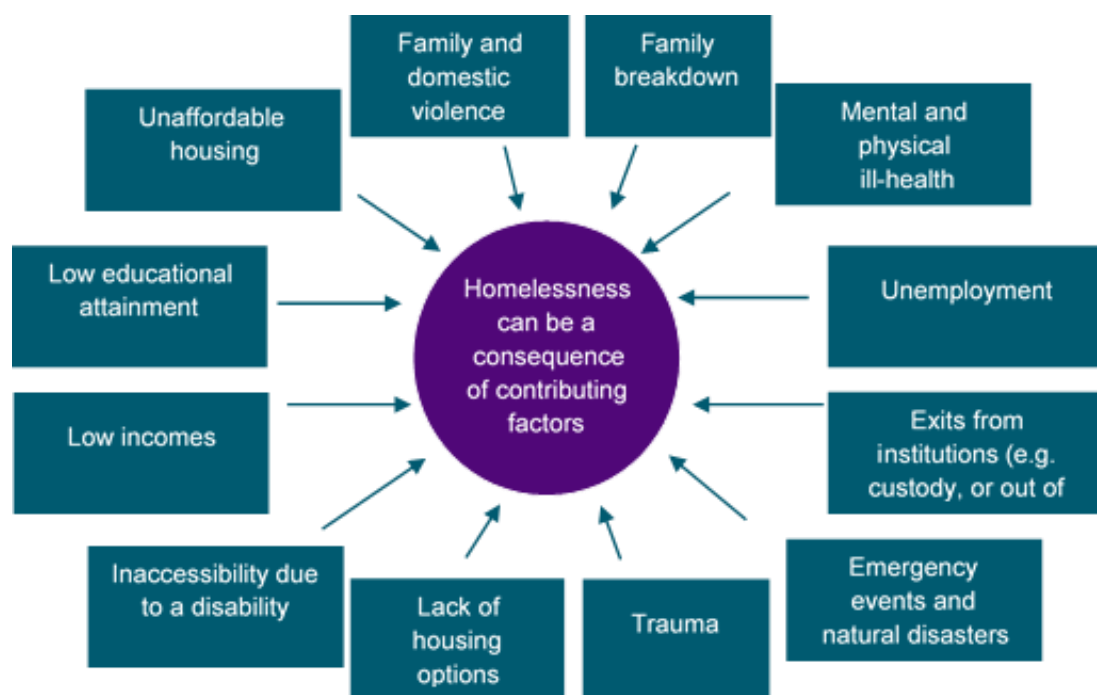 Family and
domestic
violence
Family
breakdown
Unaffordable
housing
Mental and
physical
ill-health
Low educational
attainment
Homelessness
can be a
consequence
of contributing
factors
Unemployment
Low incomes
Exits from
institutions (e.g.
custody, or out of
Inaccessibility due
to a disability
Lack of
housing
options
Trauma
Emergency
events and
natural disasters